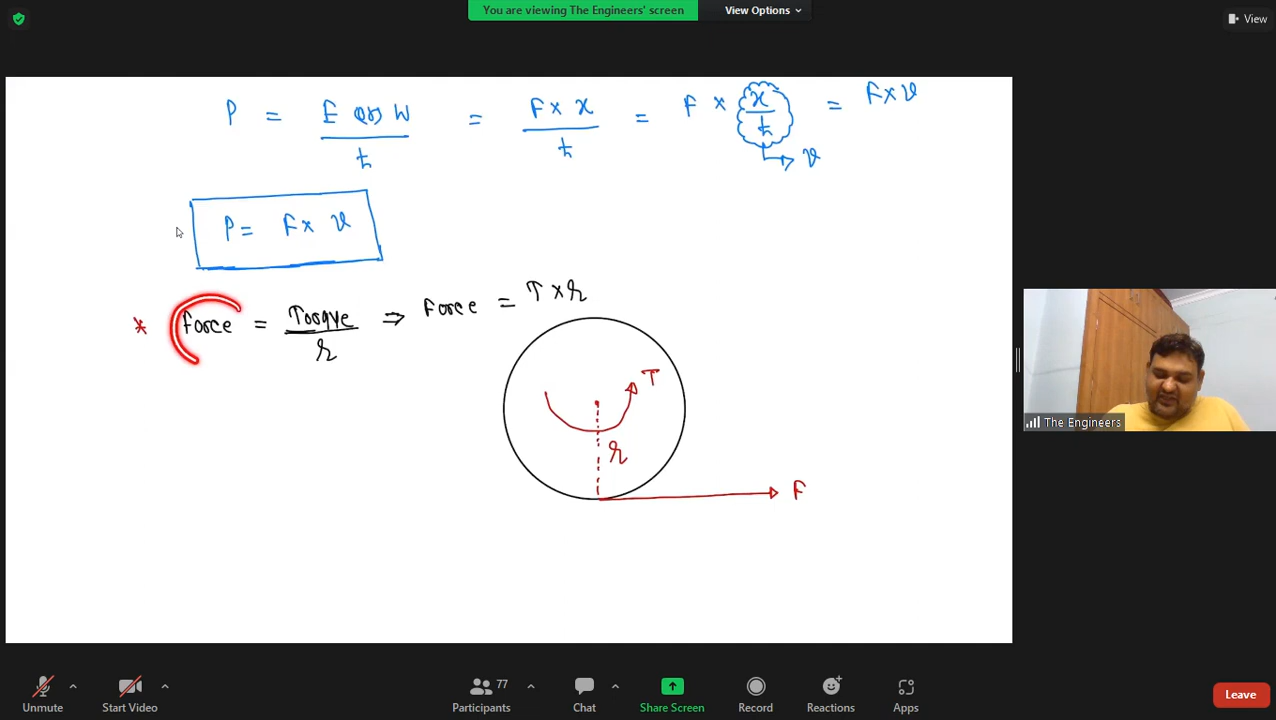 You are viewing The Engineers' screen
View Options
View
P = E or W / t = F × x / t = F × x / t = F × v
v
P = F × v
* Force = Torque / r ⇒ Force = T × r
T
r
F
The Engineers
Unmute
Start Video
77
Participants
Chat
Share Screen
Record
Reactions
Apps
Leave